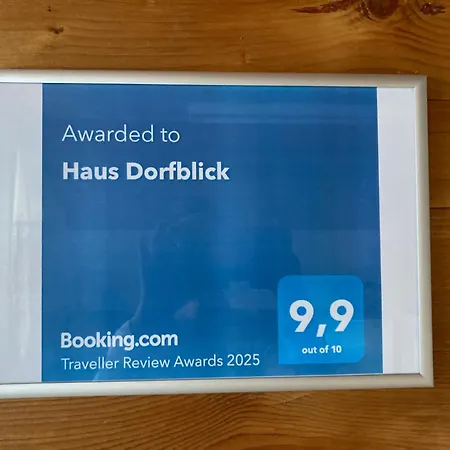 Awarded to
Haus Dorfblick
9,9
out of 10
Booking.com
Traveller Review Awards 2025